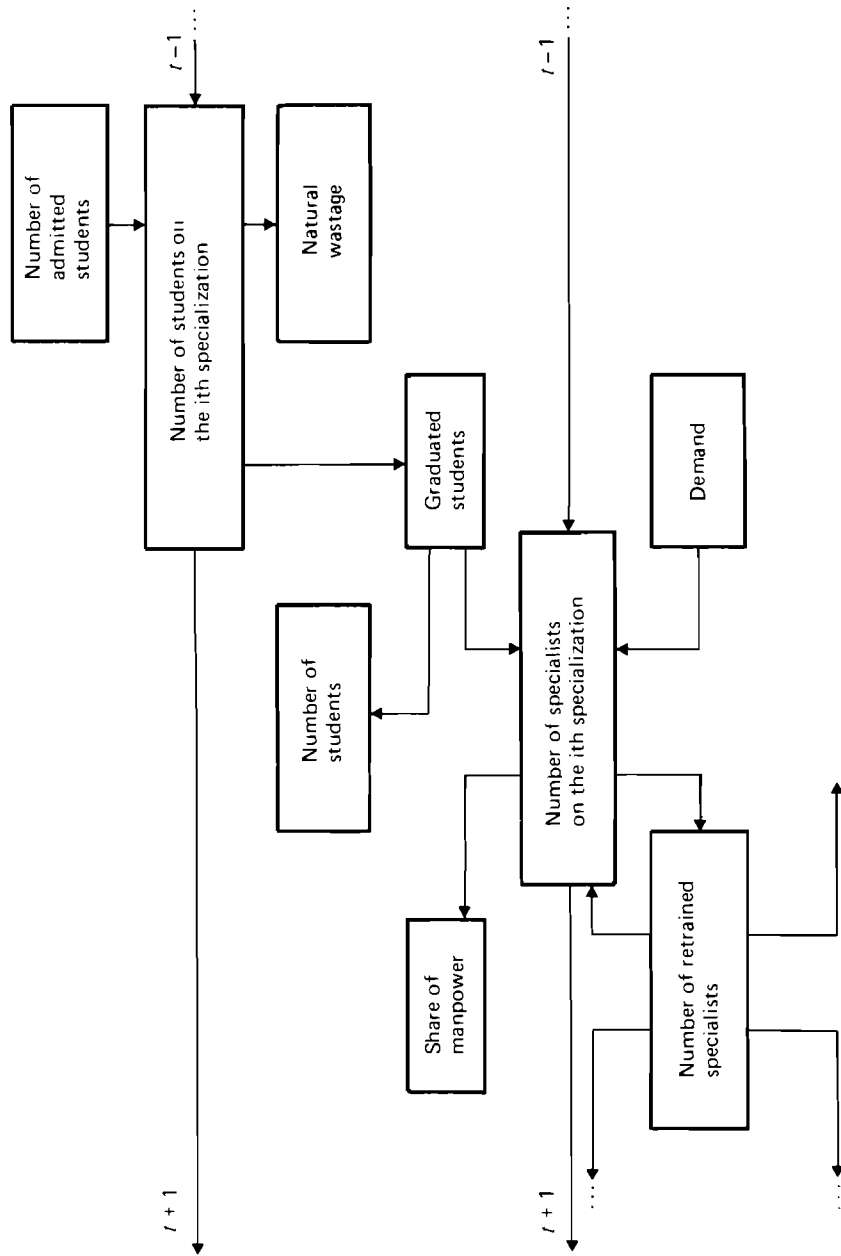 Number of
admitted
students
t + 1
Number of students on
the ith specialization
t – 1
...
Number of
students
Natural
wastage
Share of
manpower
Graduated
students
t + 1
Number of specialists
on the ith specialization
t – 1
...
...
Number of retrained
specialists
Demand
...